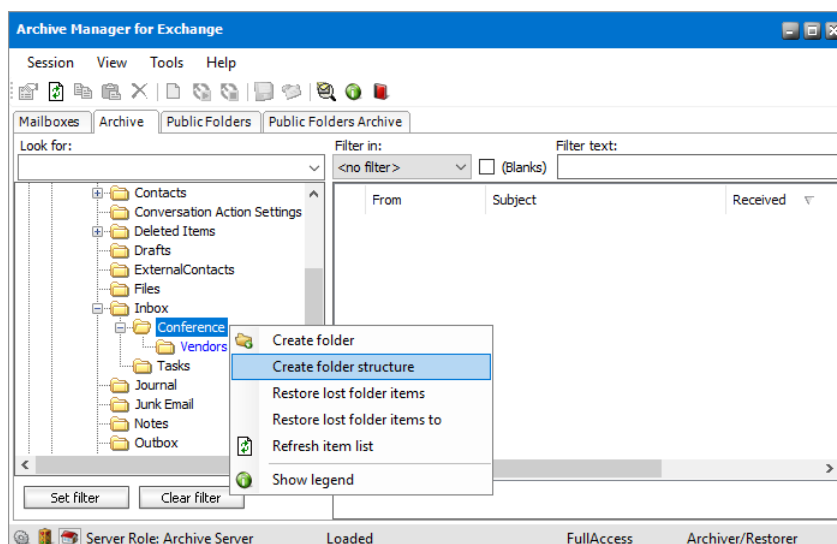 Archive Manager for Exchange
Session View Tools Help
Mailboxes Archive Public Folders Public Folders Archive
Look for: Filter in: Filter text:
<no filter> (Blanks)
Contacts From Subject Received
Conversation Action Settings
Deleted Items
Drafts
ExternalContacts
Files
Inbox
Conference
Vendors
Tasks
Journal
Junk Email
Notes
Outbox
Create folder
Create folder structure
Restore lost folder items
Restore lost folder items to
Refresh item list
Show legend
Set filter Clear filter
Server Role: Archive Server Loaded FullAccess Archiver/Restorer